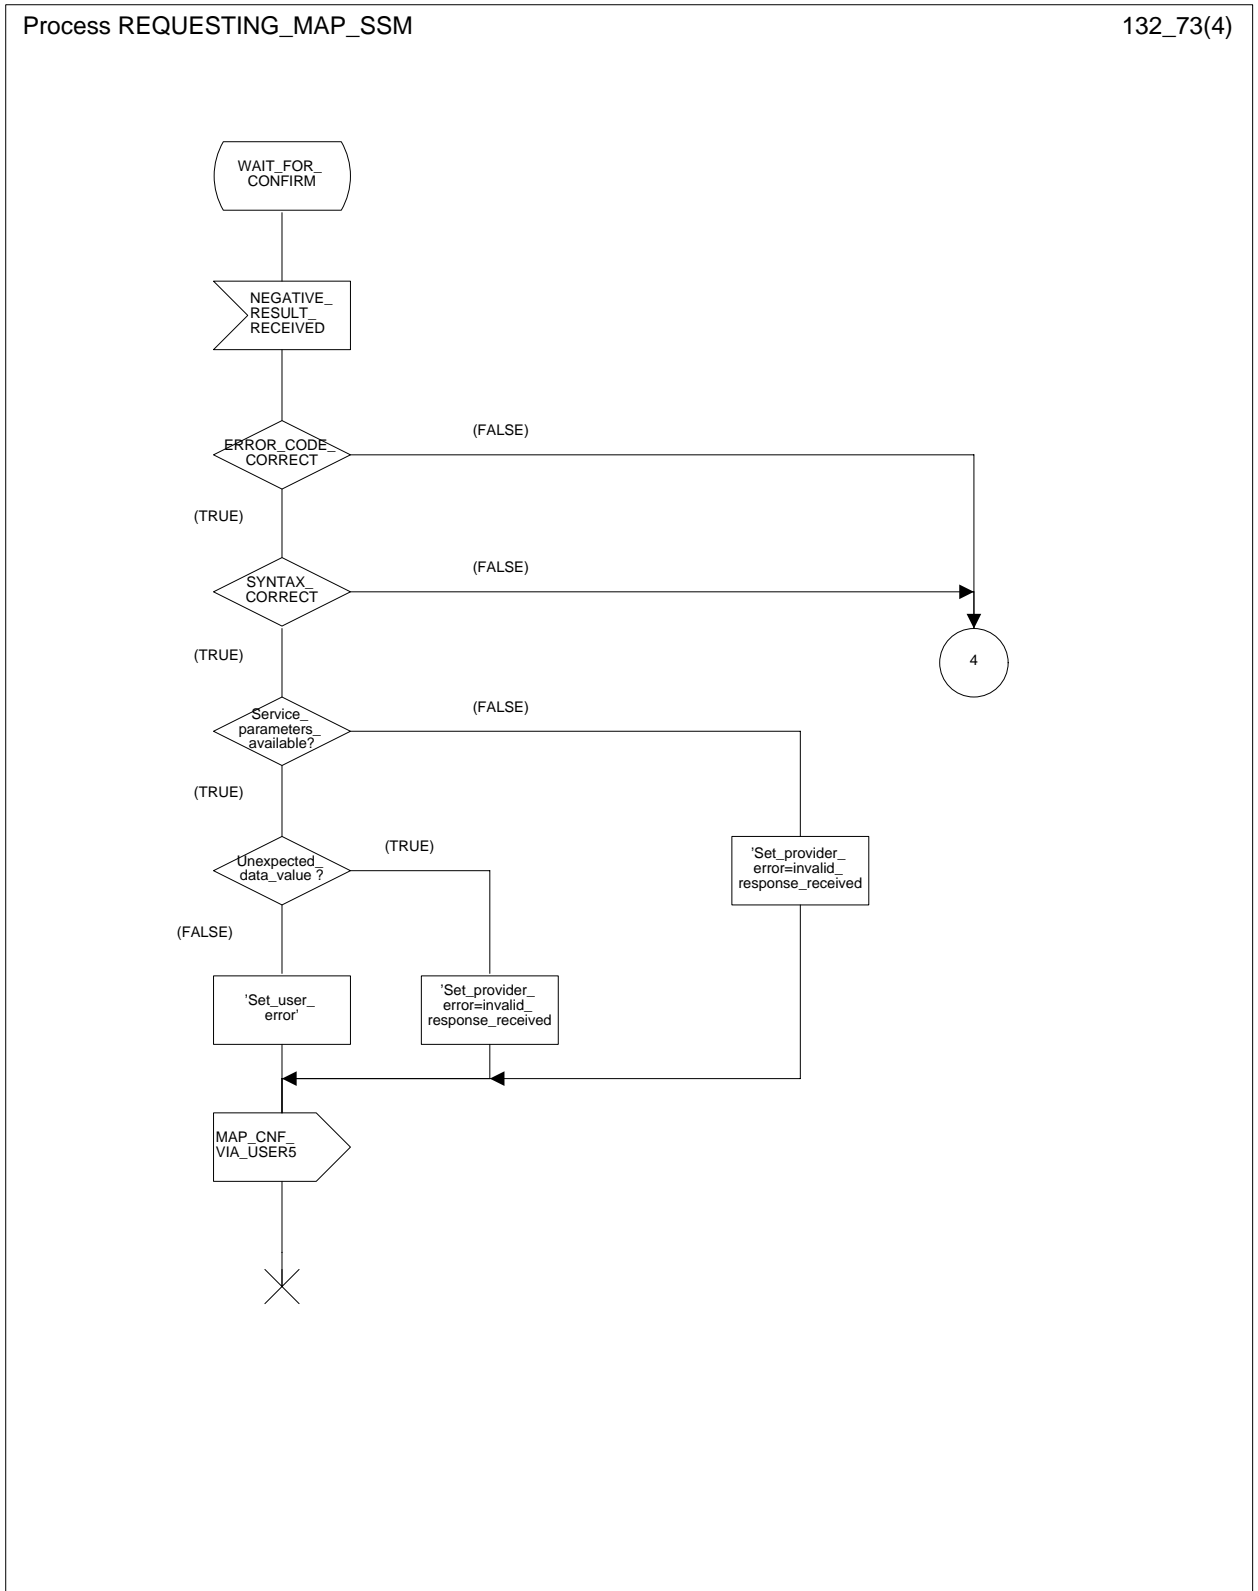 Process REQUESTING_MAP_SSM
132_73(4)
WAIT_FOR_
CONFIRM
NEGATIVE_
RESULT_
RECEIVED
ERROR_CODE_
CORRECT
(FALSE)
(TRUE)
SYNTAX_
CORRECT
(FALSE)
(TRUE)
4
Service_
parameters_
available?
(FALSE)
(TRUE)
Unexpected_
data_value ?
(TRUE)
'Set_provider_
error=invalid_
response_received
(FALSE)
'Set_user_
error'
'Set_provider_
error=invalid_
response_received
MAP_CNF_
VIA_USER5